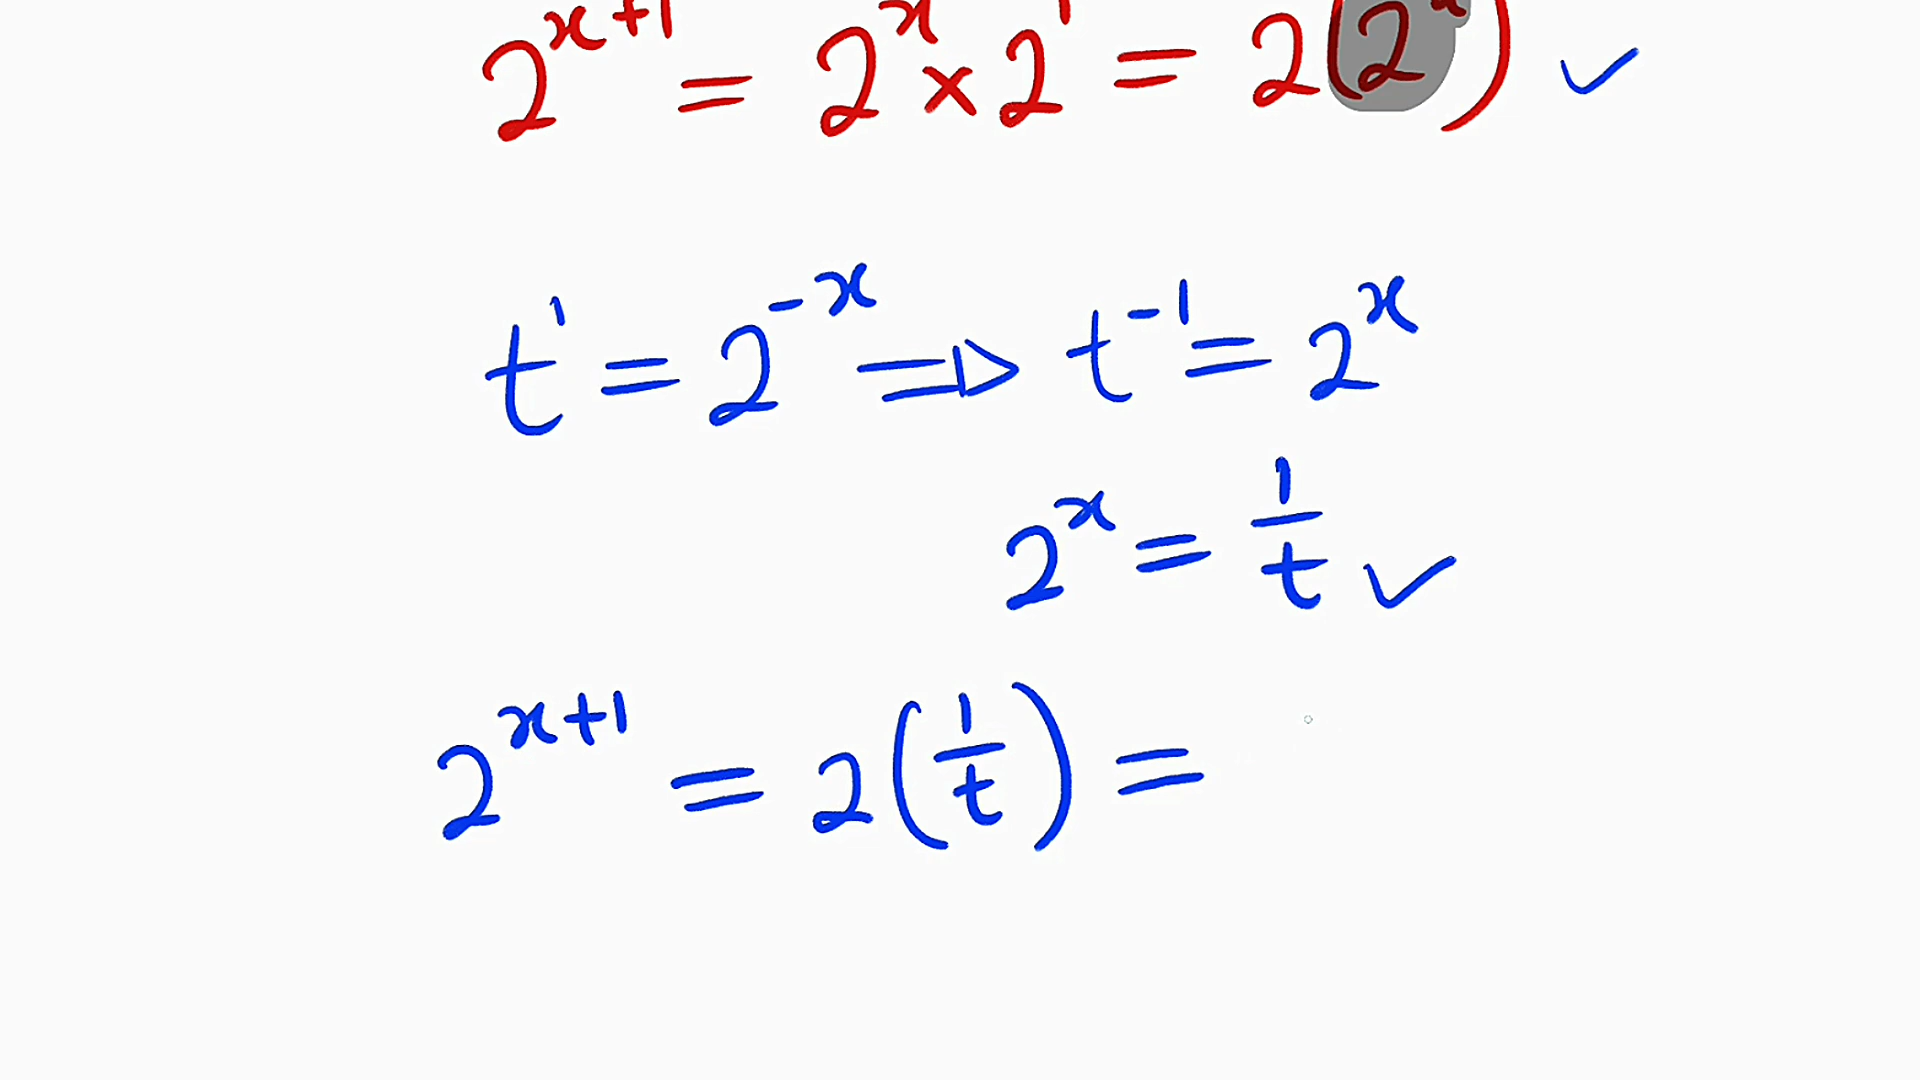 2^{x+1} = 2^x × 2^1 = 2(2^x) ✓
t^1 = 2^{-x} ⇒ t^{-1} = 2^x
2^x = 1/t ✓
2^{x+1} = 2(1/t) =